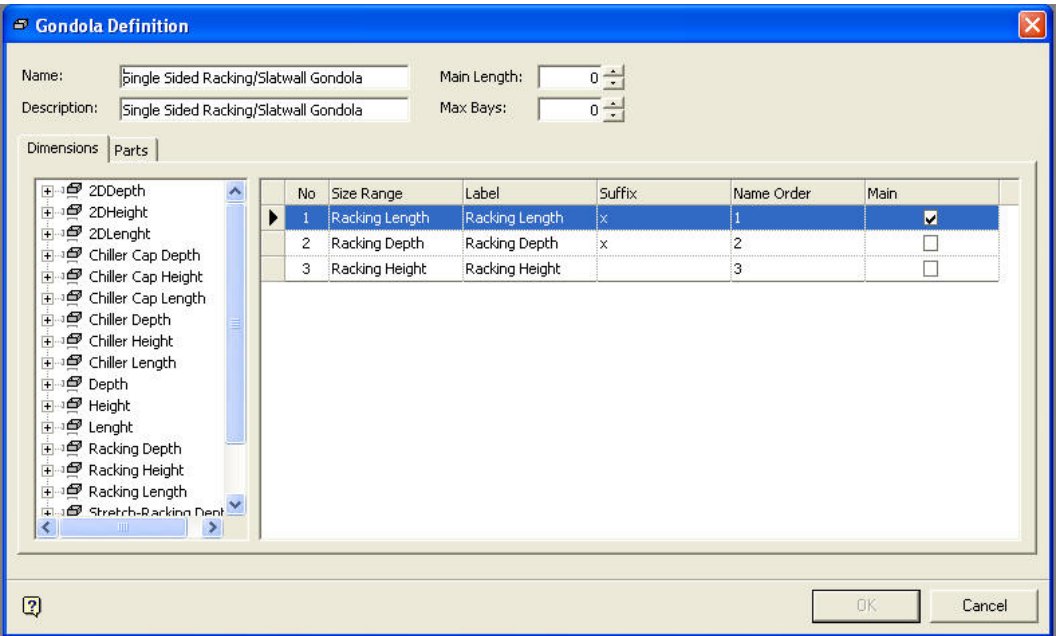 Gondola Definition
Name: Single Sided Racking/Slatwall Gondola Main Length: 0
Description: Single Sided Racking/Slatwall Gondola Max Bays: 0
Dimensions Parts
2DDepth
2DHeight
2DLenght
Chiller Cap Depth
Chiller Cap Height
Chiller Cap Length
Chiller Depth
Chiller Height
Chiller Length
Depth
Height
Lenght
Racking Depth
Racking Height
Racking Length
Stretch-Racking Dept
No Size Range Label Suffix Name Order Main
1 Racking Length Racking Length x 1
2 Racking Depth Racking Depth x 2
3 Racking Height Racking Height 3
OK Cancel